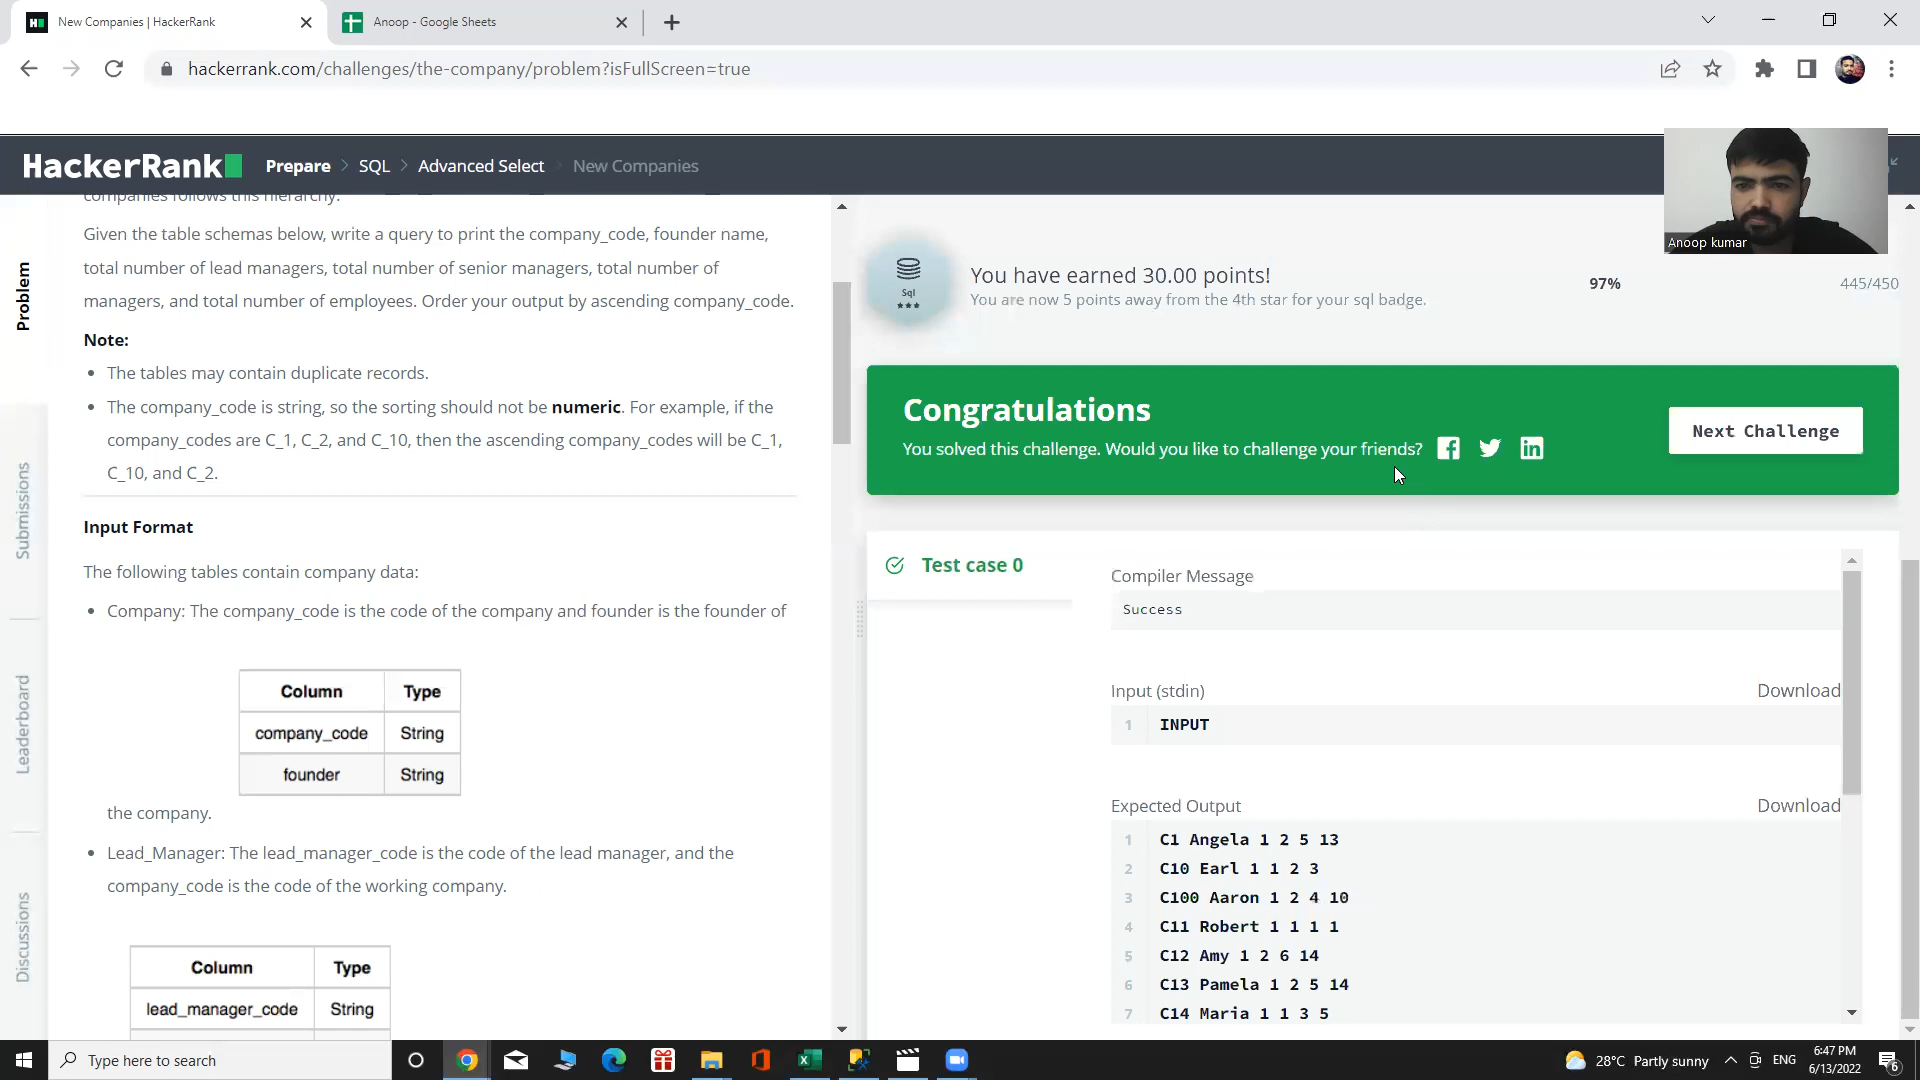 New Companies | HackerRank
Anoop - Google Sheets
hackerrank.com/challenges/the-company/problem?isFullScreen=true
HackerRank
Prepare
SQL
Advanced Select
New Companies
Anoop kumar
Problem
Submissions
Leaderboard
Discussions
companies follows this hierarchy:
Given the table schemas below, write a query to print the company_code, founder name,
total number of lead managers, total number of senior managers, total number of
managers, and total number of employees. Order your output by ascending company_code.
Note:
The tables may contain duplicate records.
The company_code is string, so the sorting should not be numeric. For example, if the
company_codes are C_1, C_2, and C_10, then the ascending company_codes will be C_1,
C_10, and C_2.
Input Format
The following tables contain company data:
Company: The company_code is the code of the company and founder is the founder of
Column Type
company_code String
founder String
the company.
Lead_Manager: The lead_manager_code is the code of the lead manager, and the
company_code is the code of the working company.
Column Type
lead_manager_code String
Sql
You have earned 30.00 points!
You are now 5 points away from the 4th star for your sql badge.
97%
445/450
Congratulations
You solved this challenge. Would you like to challenge your friends?
Next Challenge
Test case 0
Compiler Message
Success
Input (stdin)
Download
1 INPUT
Expected Output
Download
1 C1 Angela 1 2 5 13
2 C10 Earl 1 1 2 3
3 C100 Aaron 1 2 4 10
4 C11 Robert 1 1 1 1
5 C12 Amy 1 2 6 14
6 C13 Pamela 1 2 5 14
7 C14 Maria 1 1 3 5
Type here to search
28°C Partly sunny
ENG
6:47 PM
6/13/2022
6